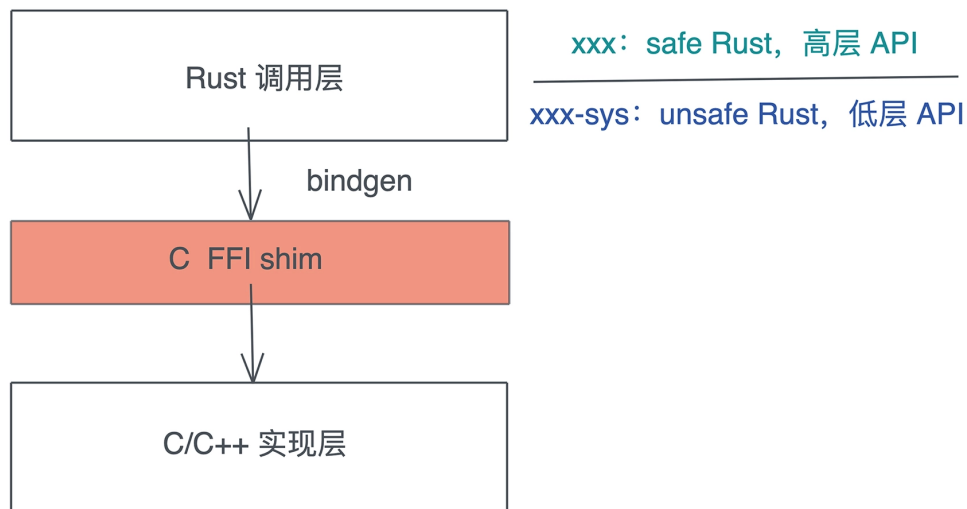 Rust 调用层
xxx：safe Rust，高层 API
xxx-sys：unsafe Rust，低层 API
bindgen
C FFI shim
C/C++ 实现层